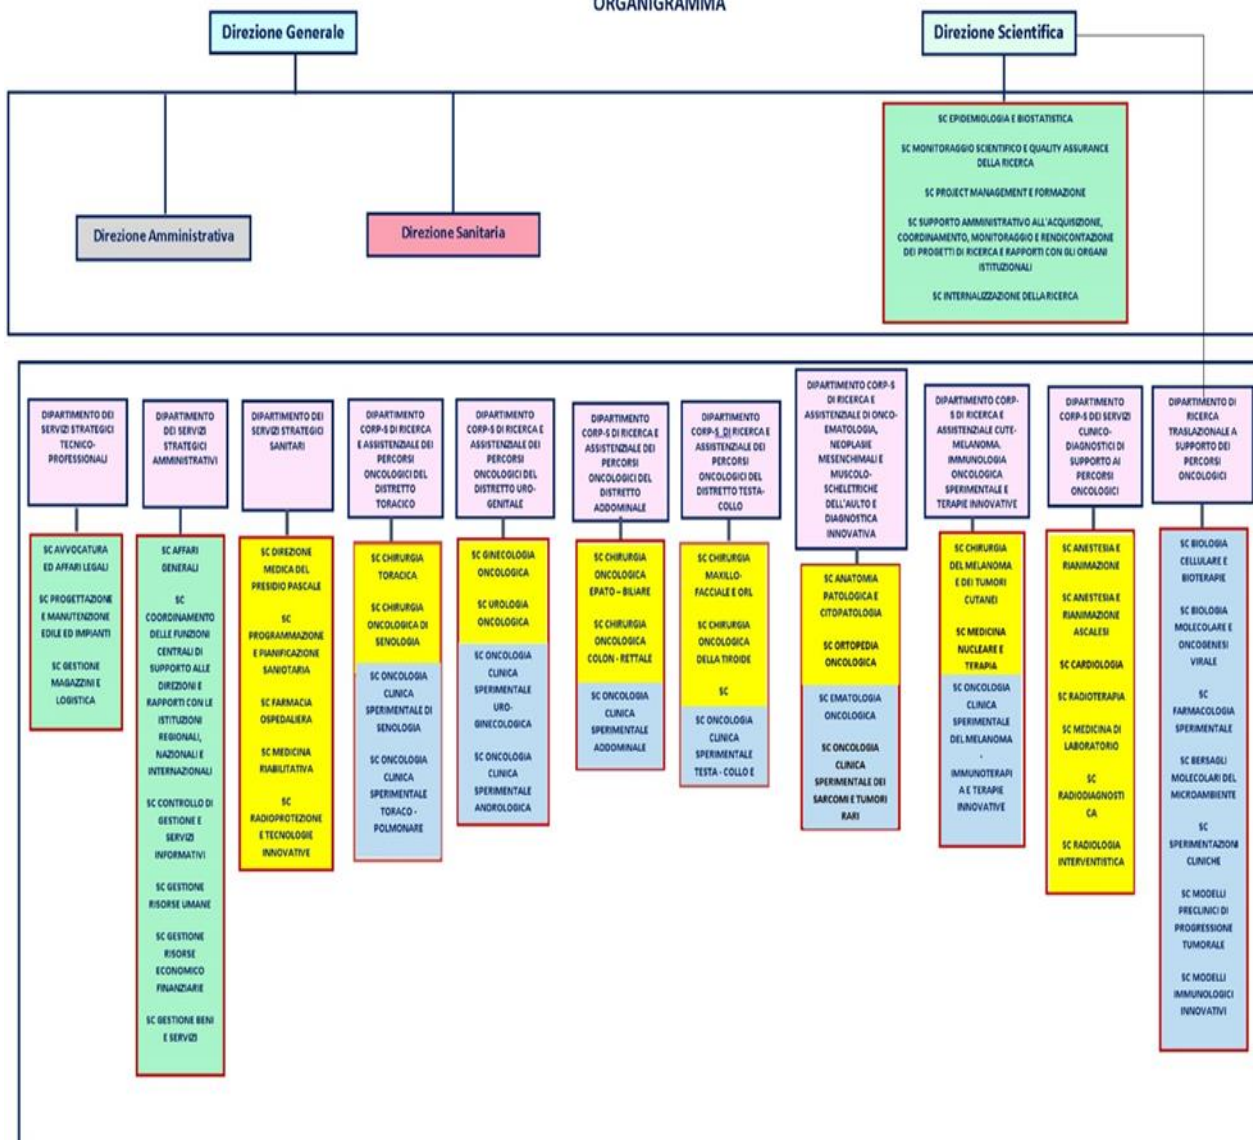 ORGANIGRAMMA
Direzione Generale
Direzione Scientifica
SC EPIDEMIOLOGIA E BIOSTATISTICA
SC MONITORAGGIO SCIENTIFICO E QUALITY ASSURANCE
DELLA RICERCA
SC PROJECT MANAGEMENT E FORMAZIONE
SC SUPPORTO AMMINISTRATIVO ALL'ACQUISIZIONE,
COORDINAMENTO, MONITORAGGIO E RENDICONTAZIONE
DEI PROGETTI DI RICERCA E RAPPORTI CON GLI ORGANI
ISTITUZIONALI
SC INTERNALIZZAZIONE DELLA RICERCA
Direzione Amministrativa
Direzione Sanitaria
DIPARTIMENTO DEI
SERVIZI STRATEGICI
TECNICO-
PROFESSIONALI
SC AVVOCATURA
ED AFFARI LEGALI
SC PROGETTAZIONE
E MANUTENZIONE
EDILE ED IMPIANTI
SC GESTIONE
MAGAZZINI E
LOGISTICA
DIPARTIMENTO
DEI SERVIZI
STRATEGICI
AMMINISTRATIVI
SC AFFARI
GENERALI
SC
COORDINAMENTO
DELLE FUNZIONI
CENTRALI DI
SUPPORTO ALLE
DIREZIONI E
RAPPORTI CON LE
ISTITUZIONI
REGIONALI,
NAZIONALI E
INTERNAZIONALI
SC CONTROLLO DI
GESTIONE E
SERVIZI
INFORMATIVI
SC GESTIONE
RISORSE UMANE
SC GESTIONE
RISORSE
ECONOMICO
FINANZIARIE
SC GESTIONE BENI
E SERVIZI
DIPARTIMENTO DEI
SERVIZI STRATEGICI
SANITARI
SC DIREZIONE
MEDICA DEL
PRESIDIO PASCALE
SC
PROGRAMMAZIONE
E PIANIFICAZIONE
SANIOTARIA
SC FARMACIA
OSPEDALIERA
SC MEDICINA
RIABILITATIVA
SC
RADIOPROTEZIONE
E TECNOLOGIE
INNOVATIVE
DIPARTIMENTO
CORP-S DI RICERCA
E ASSISTENZIALE DEI
PERCORSI
ONCOLOGICI DEL
DISTRETTO
TORACICO
SC CHIRURGIA
TORACICA
SC CHIRURGIA
ONCOLOGICA DI
SENOLOGIA
SC ONCOLOGIA
CLINICA
SPERIMENTALE DI
SENOLOGIA
SC ONCOLOGIA
CLINICA
SPERIMENTALE
TORACO -
POLMONARE
DIPARTIMENTO
CORP-S DI RICERCA E
ASSISTENZIALE DEI
PERCORSI
ONCOLOGICI DEL
DISTRETTO URO-
GENITALE
SC GINECOLOGIA
ONCOLOGICA
SC UROLOGIA
ONCOLOGICA
SC ONCOLOGIA
CLINICA
SPERIMENTALE
URO-
GINECOLOGICA
SC ONCOLOGIA
CLINICA
SPERIMENTALE
ANDROLOGICA
DIPARTIMENTO
CORP-S DI RICERCA E
ASSISTENZIALE DEI
PERCORSI
ONCOLOGICI DEL
DISTRETTO
ADDOMINALE
SC CHIRURGIA
ONCOLOGICA
EPATO – BILIARE
SC CHIRURGIA
ONCOLOGICA
COLON - RETTALE
SC ONCOLOGIA
CLINICA
SPERIMENTALE
ADDOMINALE
DIPARTIMENTO
CORP-S DI RICERCA E
ASSISTENZIALE DEI
PERCORSI
ONCOLOGICI DEL
DISTRETTO TESTA-
COLLO
SC CHIRURGIA
MAXILLO-
FACCIALE E ORL
SC CHIRURGIA
ONCOLOGICA
DELLA TIROIDE
SC
SC ONCOLOGIA
CLINICA
SPERIMENTALE
TESTA - COLLO E
DIPARTIMENTO CORP-S
DI RICERCA E
ASSISTENZIALE DI ONCO-
EMATOLOGIA,
NEOPLASIE
MESENCHIMALI E
MUSCOLO-
SCHELETRICHE
DELL'AULTO E
DIAGNOSTICA
INNOVATIVA
SC ANATOMIA
PATOLOGICA E
CITOPATOLOGIA
SC ORTOPEDIA
ONCOLOGICA
SC EMATOLOGIA
ONCOLOGICA
SC ONCOLOGIA
CLINICA
SPERIMENTALE DEI
SARCOMI E TUMORI
RARI
DIPARTIMENTO CORP-
S DI RICERCA E
ASSISTENZIALE CUTE-
MELANOMA,
IMMUNOLOGIA
ONCOLOGICA
SPERIMENTALE E
TERAPIE INNOVATIVE
SC CHIRURGIA
DEL MELANOMA
E DEI TUMORI
CUTANEI
SC MEDICINA
NUCLEARE E
TERAPIA
SC ONCOLOGIA
CLINICA
SPERIMENTALE
DEL MELANOMA
-
IMMUNOTERAPI
A E TERAPIE
INNOVATIVE
DIPARTIMENTO
CORP-S DEI SERVIZI
CLINICO-
DIAGNOSTICI DI
SUPPORTO AI
PERCORSI
ONCOLOGICI
SC ANESTESIA E
RIANIMAZIONE
SC ANESTESIA E
RIANIMAZIONE
ASCALESI
SC CARDIOLOGIA
SC RADIOTERAPIA
SC MEDICINA DI
LABORATORIO
SC
RADIODIAGNOSTI
CA
SC RADIOLOGIA
INTERVENTISTICA
DIPARTIMENTO DI
RICERCA
TRASLAZIONALE A
SUPPORTO DEI
PERCORSI
ONCOLOGICI
SC BIOLOGIA
CELLULARE E
BIOTERAPIE
SC BIOLOGIA
MOLECOLARE E
ONCOGENESI
VIRALE
SC
FARMACOLOGIA
SPERIMENTALE
SC BERSAGLI
MOLECOLARI DEL
MICROAMBIENTE
SC
SPERIMENTAZIONI
CLINICHE
SC MODELLI
PRECLINICI DI
PROGRESSIONE
TUMORALE
SC MODELLI
IMMUNOLOGICI
INNOVATIVI